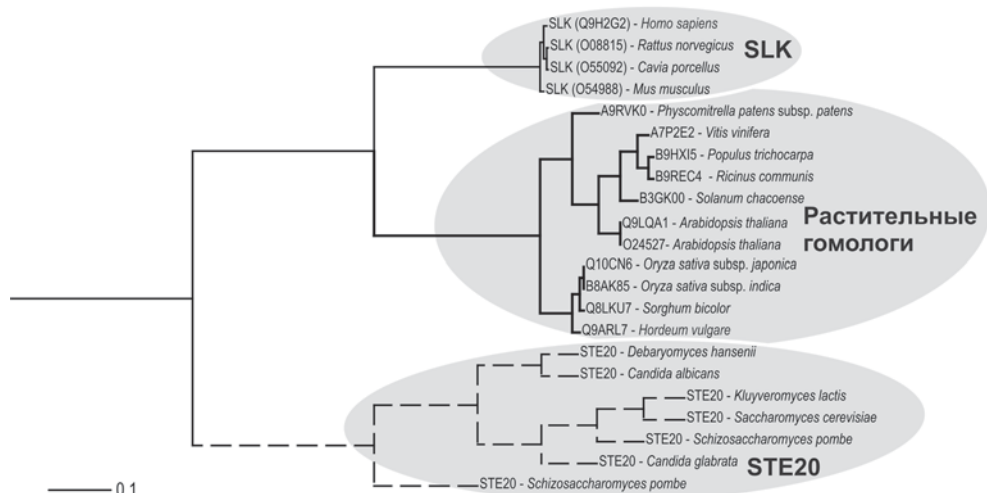 SLK (Q9H2G2) - Homo sapiens
SLK (O08815) - Rattus norvegicus
SLK (O55092) - Cavia porcellus
SLK (O54988) - Mus musculus
SLK
A9RVK0 - Physcomitrella patens subsp. patens
A7P2E2 - Vitis vinifera
B9HXI5 - Populus trichocarpa
B9REC4 - Ricinus communis
B3GK00 - Solanum chacoense
Q9LQA1 - Arabidopsis thaliana
O24527- Arabidopsis thaliana
Q10CN6 - Oryza sativa subsp. japonica
B8AK85 - Oryza sativa subsp. indica
Q8LKU7 - Sorghum bicolor
Q9ARL7 - Hordeum vulgare
Растительные
гомологи
STE20 - Debaryomyces hansenii
STE20 - Candida albicans
STE20 - Kluyveromyces lactis
STE20 - Saccharomyces cerevisiae
STE20 - Schizosaccharomyces pombe
STE20 - Candida glabrata
STE20 - Schizosaccharomyces pombe
STE20
0.1